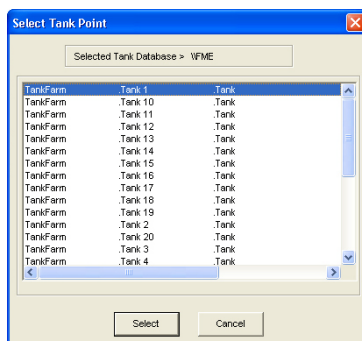 Select Tank Point
Selected Tank Database > \\FME
TankFarm .Tank 1 .Tank
TankFarm .Tank 10 .Tank
TankFarm .Tank 11 .Tank
TankFarm .Tank 12 .Tank
TankFarm .Tank 13 .Tank
TankFarm .Tank 14 .Tank
TankFarm .Tank 15 .Tank
TankFarm .Tank 16 .Tank
TankFarm .Tank 17 .Tank
TankFarm .Tank 18 .Tank
TankFarm .Tank 19 .Tank
TankFarm .Tank 2 .Tank
TankFarm .Tank 20 .Tank
TankFarm .Tank 3 .Tank
TankFarm .Tank 4 .Tank
Select Cancel